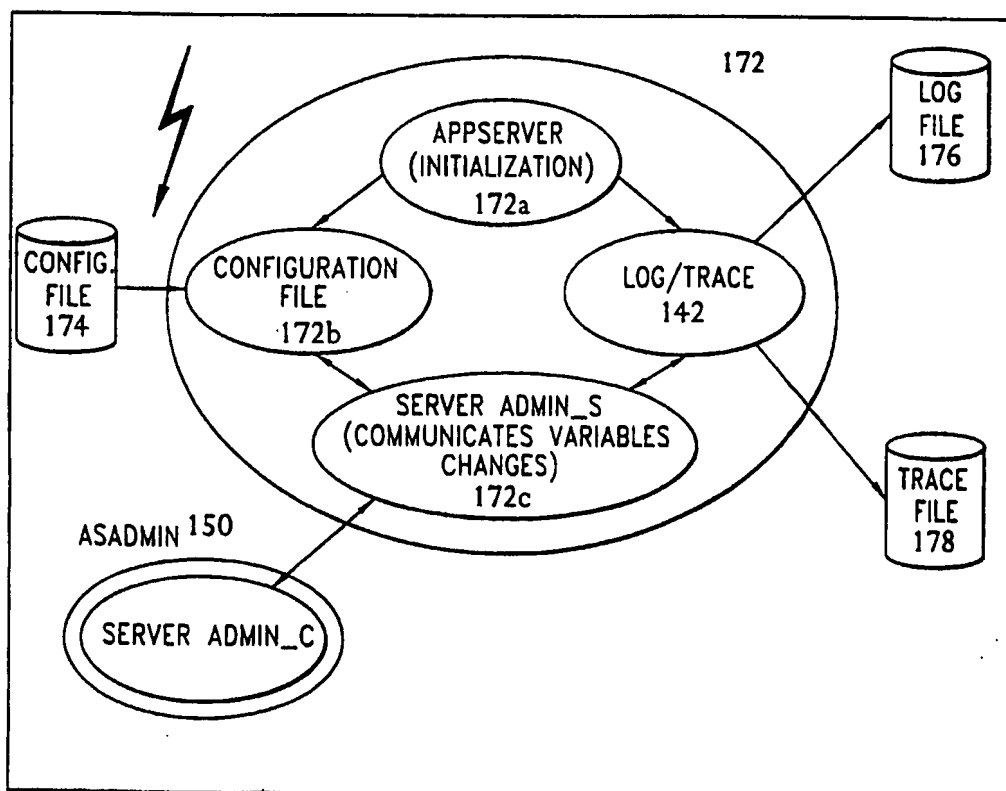 172
LOG
FILE
176
APPSERVER
(INITIALIZATION)
172a
CONFIG.
FILE
174
CONFIGURATION
FILE
172b
LOG/TRACE
142
SERVER ADMIN_S
(COMMUNICATES VARIABLES
CHANGES)
172c
TRACE
FILE
178
ASADMIN 150
SERVER ADMIN_C